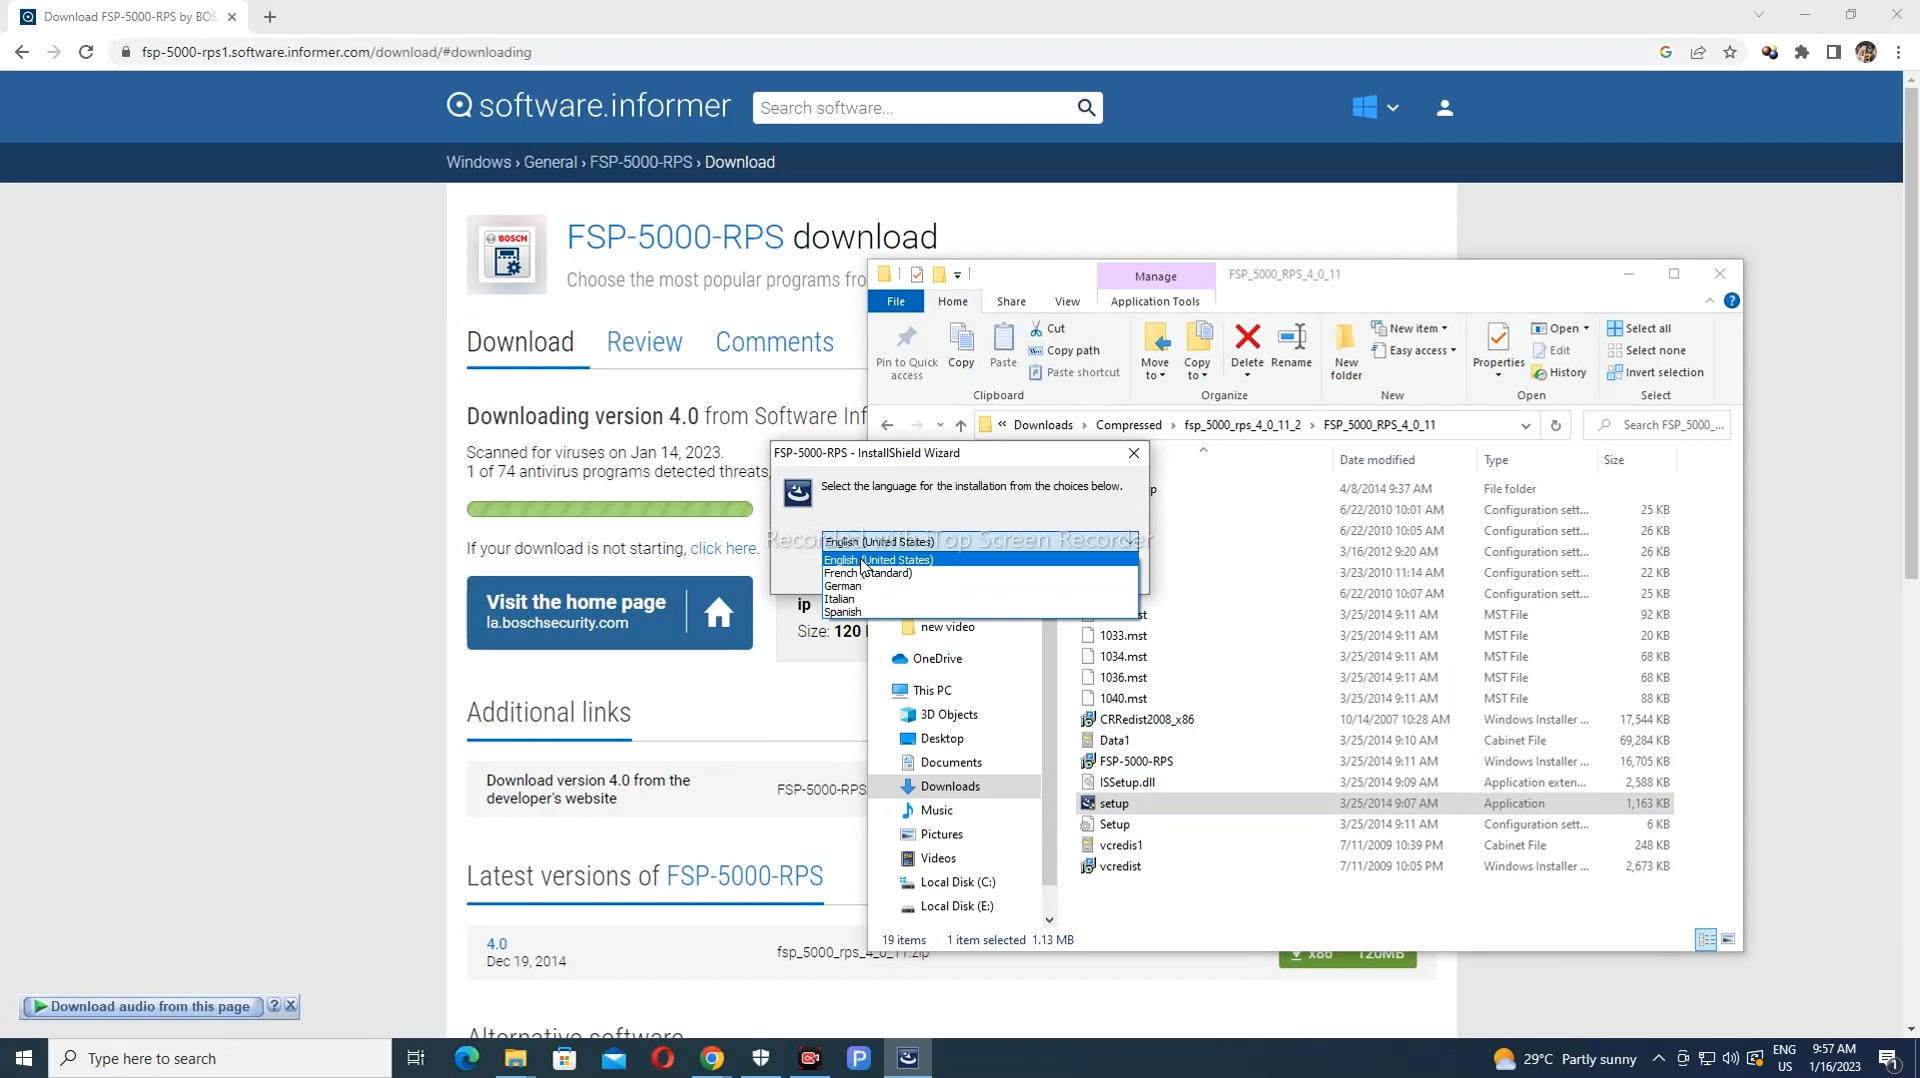 Download FSP-5000-RPS by BOS
fsp-5000-rps1.software.informer.com/download/#downloading
software.informer
Search software...
Windows › General › FSP-5000-RPS › Download
BOSCH
FSP-5000-RPS download
Choose the most popular programs fro
Download
Review
Comments
Downloading version 4.0 from Software Inf
Scanned for viruses on Jan 14, 2023.
1 of 74 antivirus programs detected threats,
If your download is not starting, click here.
Visit the home page
la.boschsecurity.com
ip
Size: 120
Additional links
Download version 4.0 from the
developer's website
FSP-5000-RPS
Latest versions of FSP-5000-RPS
4.0
Dec 19, 2014
fsp_5000_rps_4_0_11.zip
x86 120MB
Alternative software
Download audio from this page
Manage
FSP_5000_RPS_4_0_11
File
Home
Share
View
Application Tools
Pin to Quick
access
Copy
Paste
Cut
Copy path
Paste shortcut
Clipboard
Move
to
Copy
to
Delete
Rename
Organize
New
folder
New item
Easy access
New
Properties
Open
Edit
History
Open
Select all
Select none
Invert selection
Select
« Downloads › Compressed › fsp_5000_rps_4_0_11_2 › FSP_5000_RPS_4_0_11
Search FSP_5000_...
FSP-5000-RPS - InstallShield Wizard
Select the language for the installation from the choices below.
English (United States)
English (United States)
French (Standard)
German
Italian
Spanish
Date modified
Type
Size
p
4/8/2014 9:37 AM File folder
6/22/2010 10:01 AM Configuration sett... 25 KB
6/22/2010 10:05 AM Configuration sett... 26 KB
3/16/2012 9:20 AM Configuration sett... 26 KB
3/23/2010 11:14 AM Configuration sett... 22 KB
6/22/2010 10:07 AM Configuration sett... 25 KB
st 3/25/2014 9:11 AM MST File 92 KB
1033.mst 3/25/2014 9:11 AM MST File 20 KB
1034.mst 3/25/2014 9:11 AM MST File 68 KB
1036.mst 3/25/2014 9:11 AM MST File 68 KB
1040.mst 3/25/2014 9:11 AM MST File 88 KB
CRRedist2008_x86 10/14/2007 10:28 AM Windows Installer ... 17,544 KB
Data1 3/25/2014 9:10 AM Cabinet File 69,284 KB
FSP-5000-RPS 3/25/2014 9:11 AM Windows Installer ... 16,705 KB
ISSetup.dll 3/25/2014 9:09 AM Application exten... 2,588 KB
setup 3/25/2014 9:07 AM Application 1,163 KB
Setup 3/25/2014 9:11 AM Configuration sett... 6 KB
vcredis1 7/11/2009 10:39 PM Cabinet File 248 KB
vcredist 7/11/2009 10:05 PM Windows Installer ... 2,673 KB
new video
OneDrive
This PC
3D Objects
Desktop
Documents
Downloads
Music
Pictures
Videos
Local Disk (C:)
Local Disk (E:)
19 items 1 item selected 1.13 MB
Top Screen Recorder
Type here to search
29°C Partly sunny
ENG
US
9:57 AM
1/16/2023
1